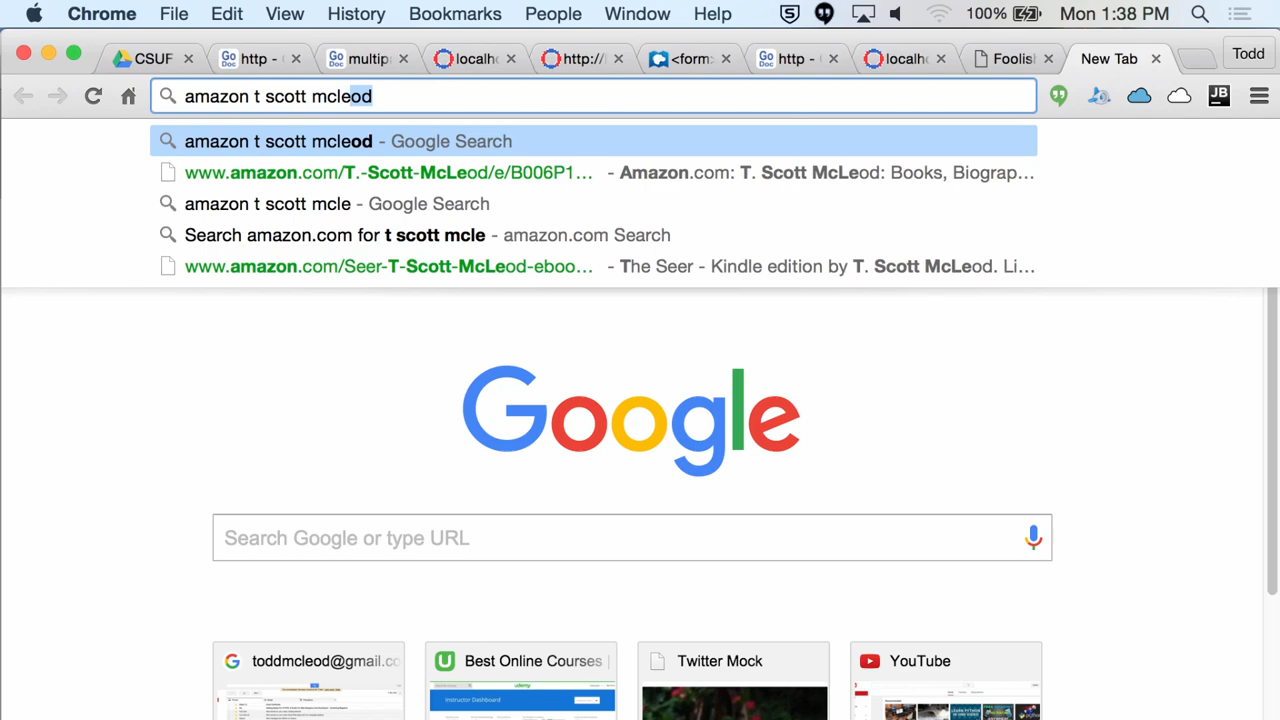 Chrome File Edit View History Bookmarks People Window Help 100% Mon 1:38 PM
CSUF http - multip localh http:// <form: http - localh Foolis New Tab Todd
amazon t scott mcleod
amazon t scott mcleod - Google Search
www.amazon.com/T.-Scott-McLeod/e/B006P1... - Amazon.com: T. Scott McLeod: Books, Biograp...
amazon t scott mcle - Google Search
Search amazon.com for t scott mcle - amazon.com Search
www.amazon.com/Seer-T-Scott-McLeod-eboo... - The Seer - Kindle edition by T. Scott McLeod. Li...
Google
Search Google or type URL
toddmcleod@gmail.co Best Online Courses | Twitter Mock YouTube
udemy
Instructor Dashboard